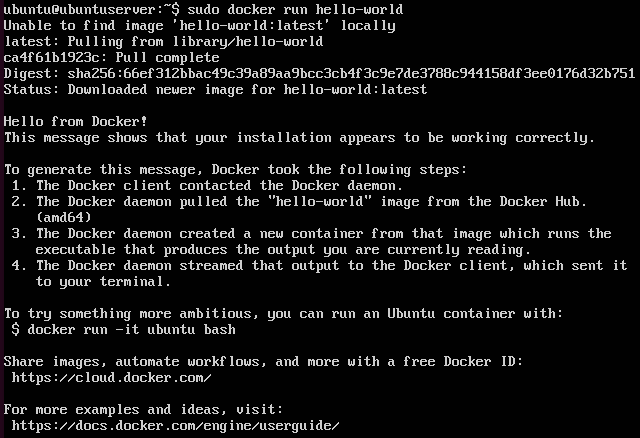 ubuntu@ubuntuserver:~$ sudo docker run hello-world
Unable to find image 'hello-world:latest' locally
latest: Pulling from library/hello-world
ca4f61b1923c: Pull complete
Digest: sha256:66ef312bbac49c39a89aa9bcc3cb4f3c9e7de3788c944158df3ee0176d32b751
Status: Downloaded newer image for hello-world:latest

Hello from Docker!
This message shows that your installation appears to be working correctly.

To generate this message, Docker took the following steps:
 1. The Docker client contacted the Docker daemon.
 2. The Docker daemon pulled the "hello-world" image from the Docker Hub.
    (amd64)
 3. The Docker daemon created a new container from that image which runs the
    executable that produces the output you are currently reading.
 4. The Docker daemon streamed that output to the Docker client, which sent it
    to your terminal.

To try something more ambitious, you can run an Ubuntu container with:
 $ docker run -it ubuntu bash

Share images, automate workflows, and more with a free Docker ID:
 https://cloud.docker.com/

For more examples and ideas, visit:
 https://docs.docker.com/engine/userguide/